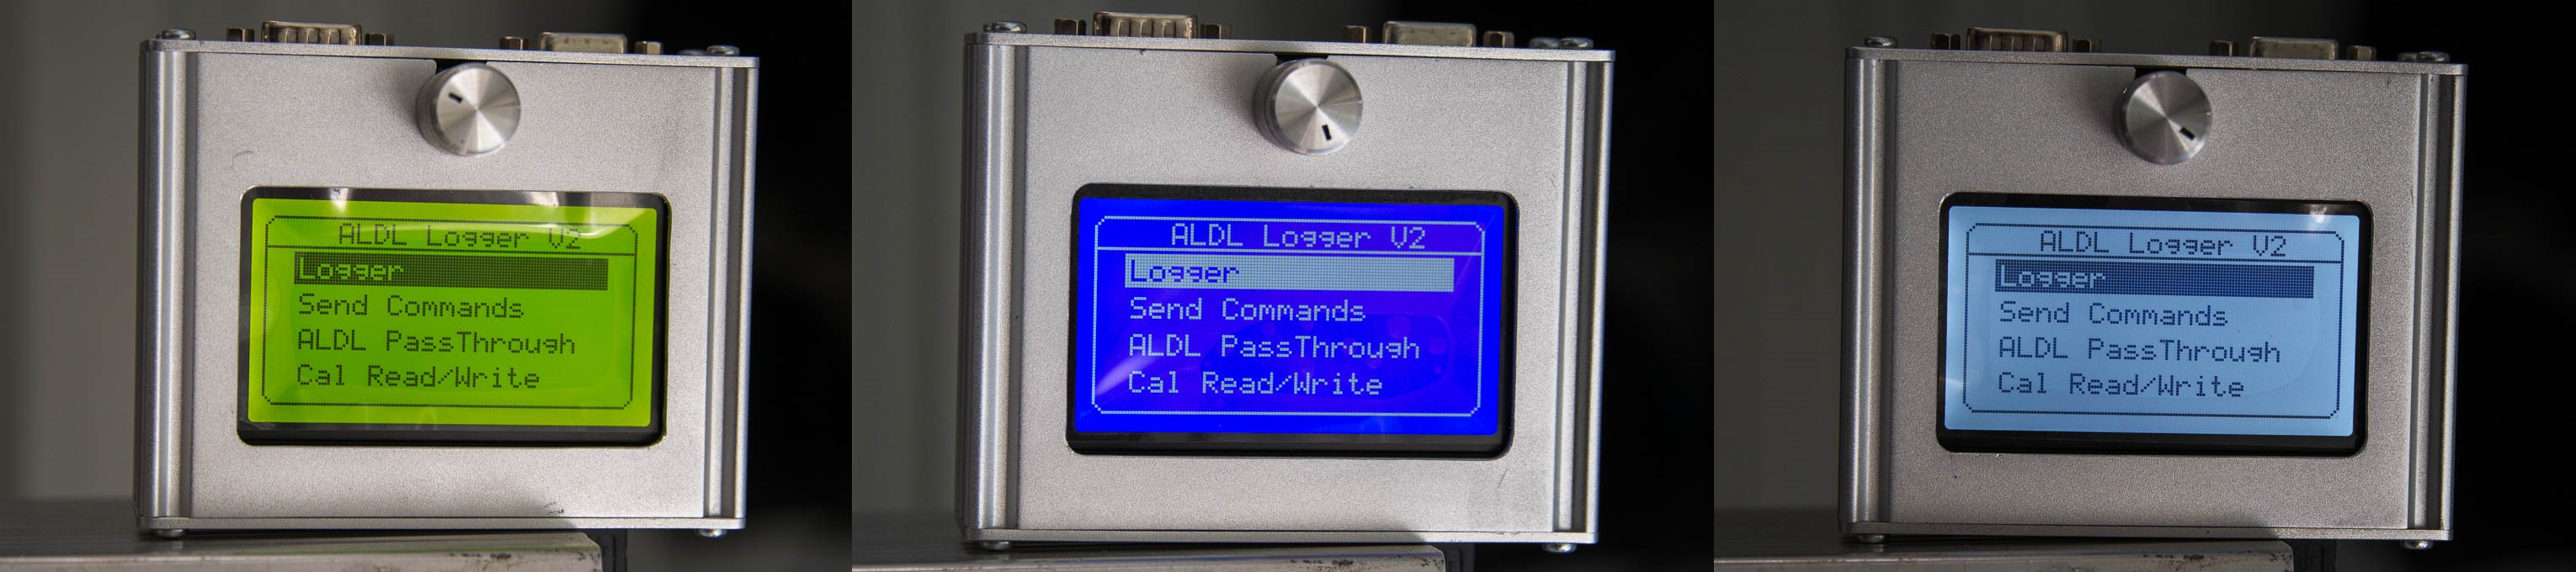 ALDL Logger V2
Logger
Send Commands
ALDL PassThrough
Cal Read/Write
ALDL Logger V2
Logger
Send Commands
ALDL PassThrough
Cal Read/Write
ALDL Logger V2
Logger
Send Commands
ALDL PassThrough
Cal Read/Write